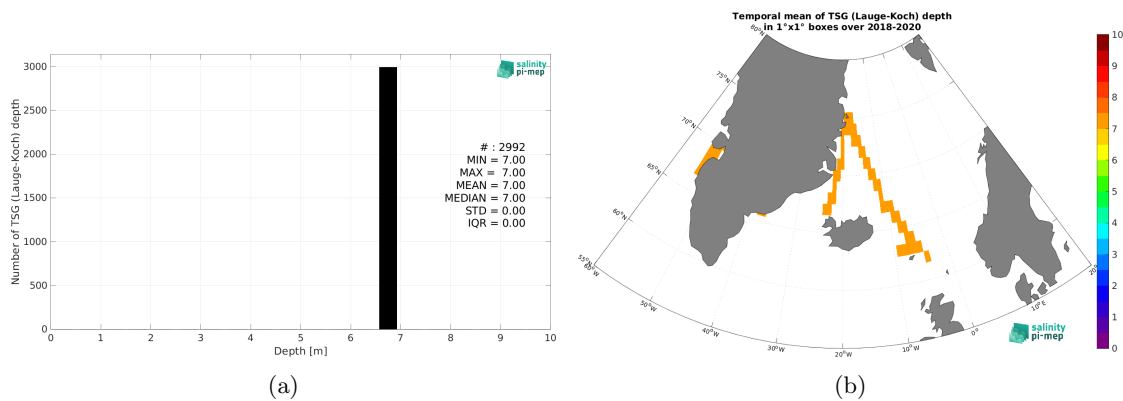 3000
2500
2000
1500
1000
500
0
Number of TSG (Lauge-Koch) depth
0 1 2 3 4 5 6 7 8 9 10
Depth [m]
salinity
pi-mep
# : 2992
MIN = 7.00
MAX = 7.00
MEAN = 7.00
MEDIAN = 7.00
STD = 0.00
IQR = 0.00
(a)
Temporal mean of TSG (Lauge-Koch) depth
in 1°x1° boxes over 2018-2020
80°N
75°N
70°N
65°N
60°N
55°N
60°W
50°W
40°W
30°W
20°W
10°W
0°
10°E
salinity
pi-mep
10
9
8
7
6
5
4
3
2
1
0
(b)